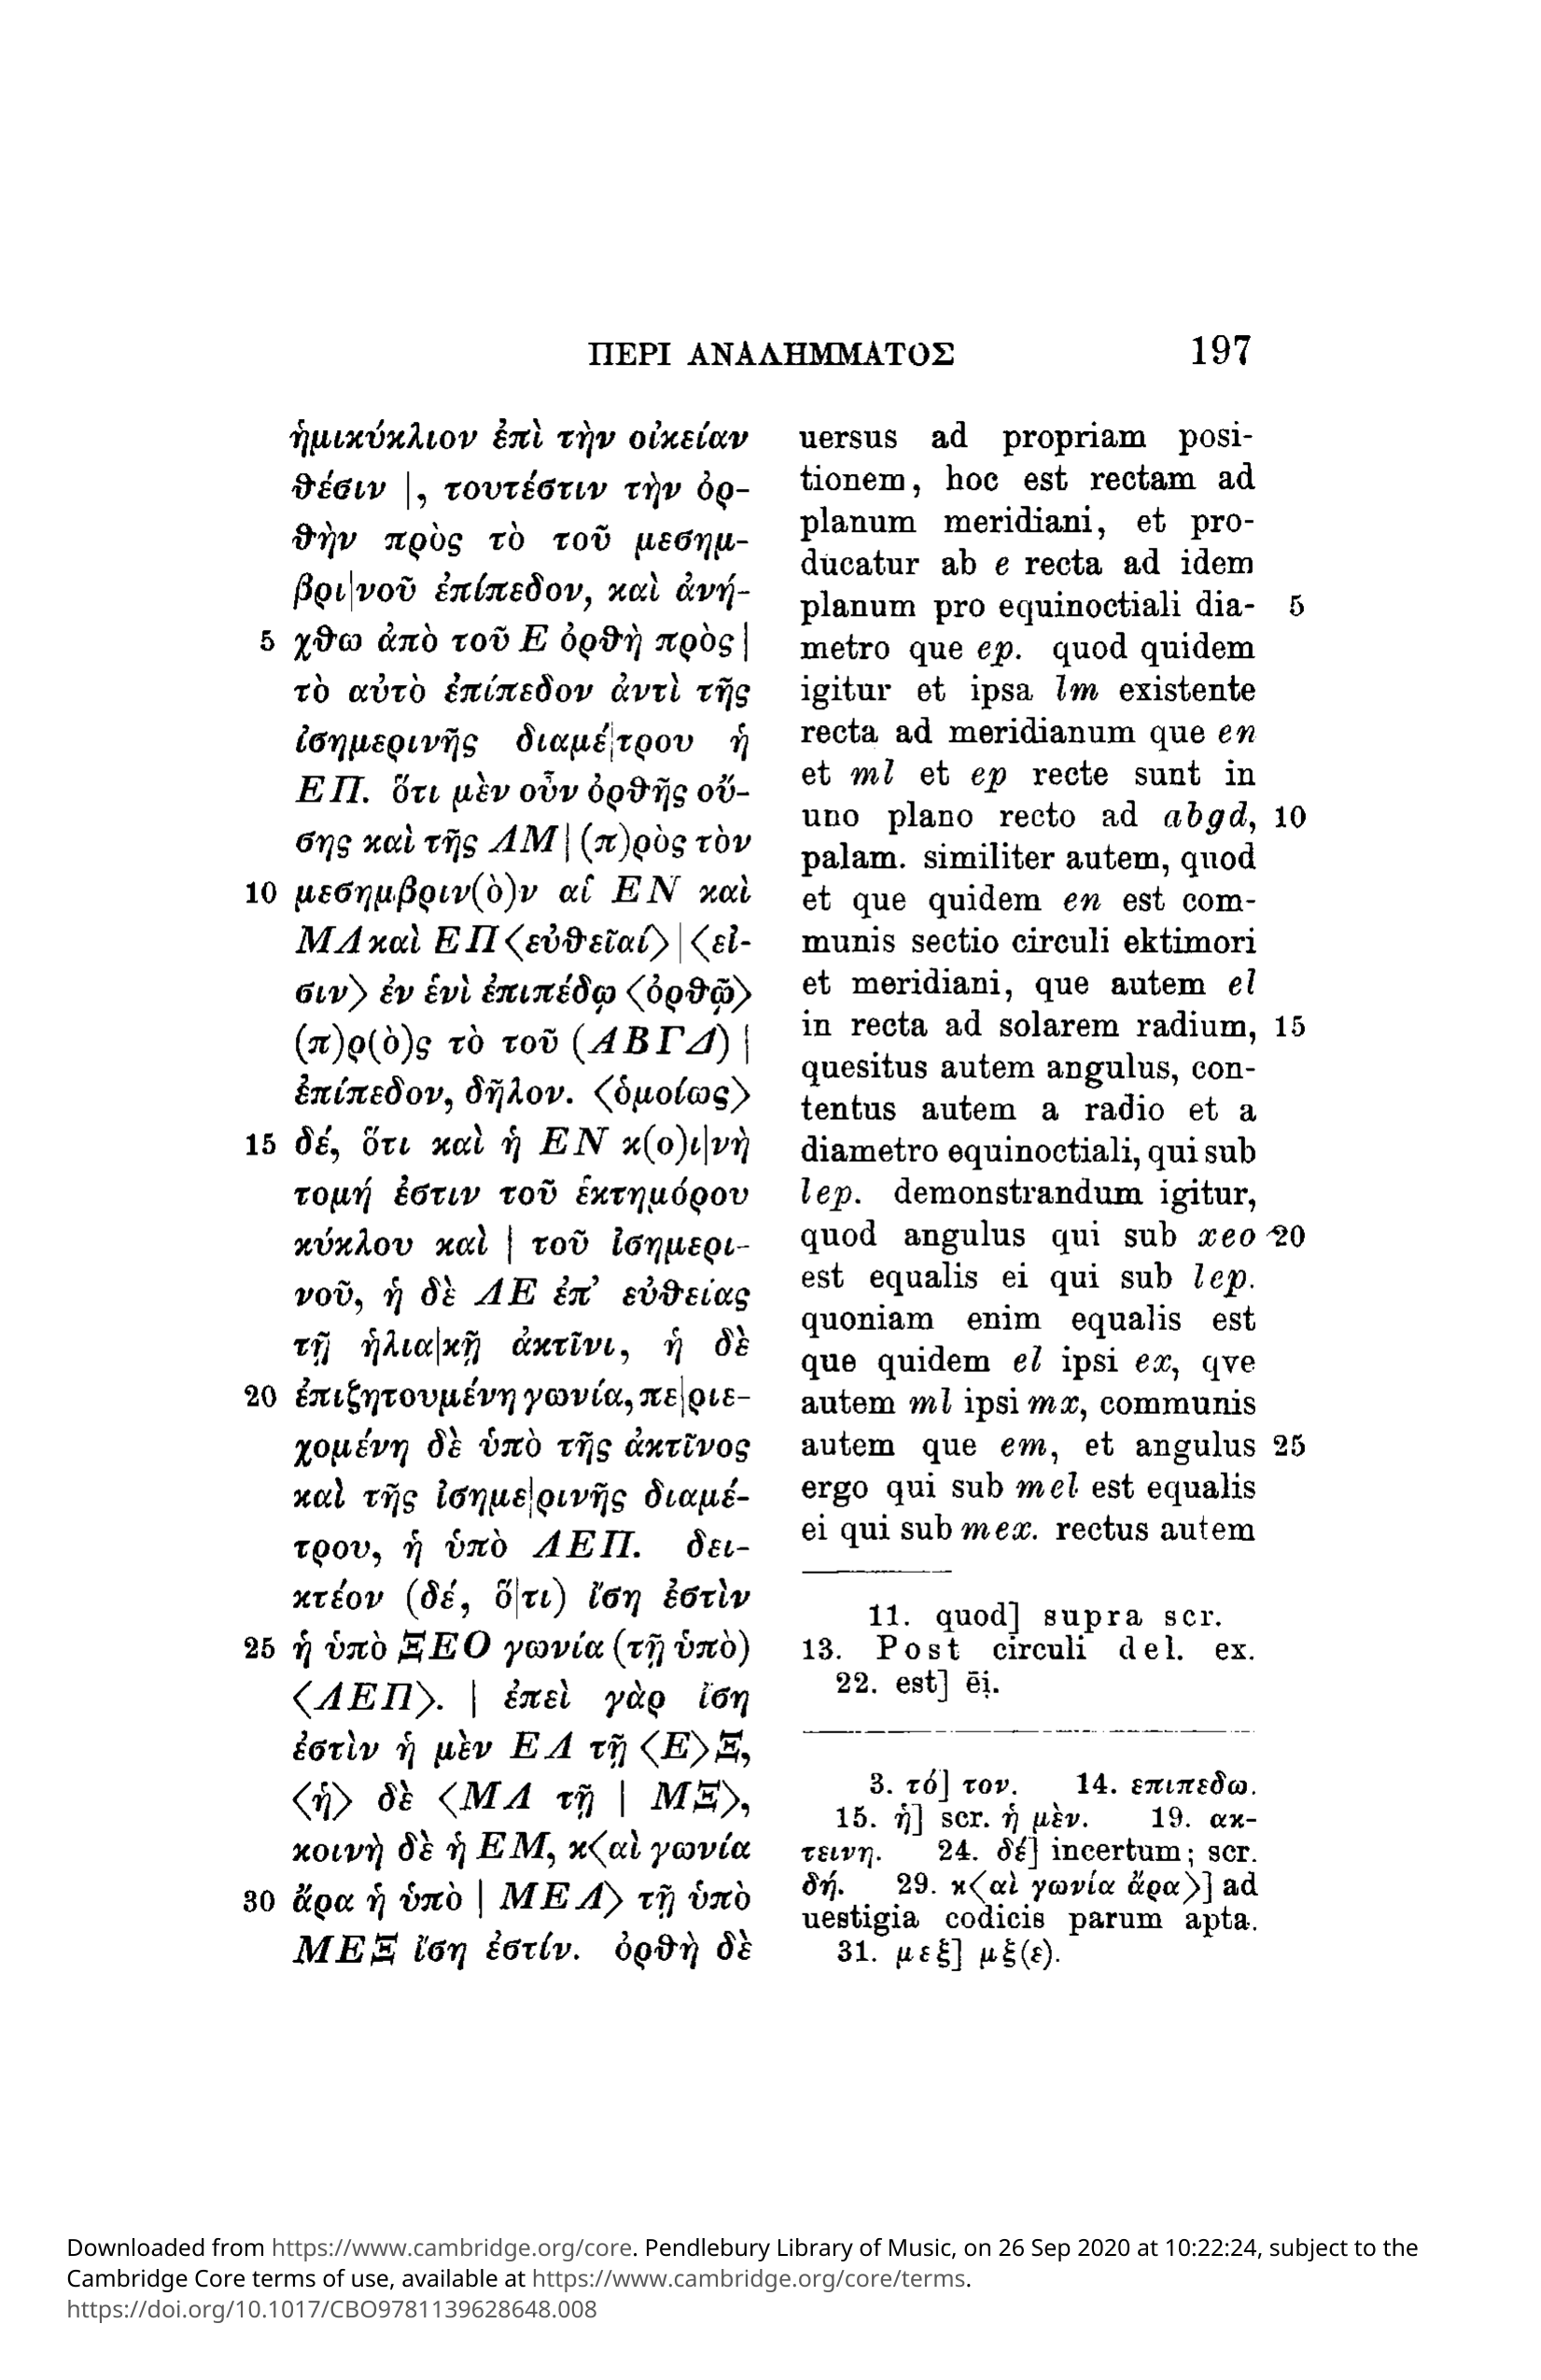 ΠΕΡΙ ΑΝΑΛΗΜΜΑΤΟΣ 197
ἡμικύκλιον ἐπὶ τὴν οἰκείαν
θέσιν |, τουτέστιν τὴν ὀρ-
θὴν πρὸς τὸ τοῦ μεσημ-
βρι|νοῦ ἐπίπεδον, καὶ ἀνή-
5 χθω ἀπὸ τοῦ Ε ὀρθὴ πρὸς |
τὸ αὐτὸ ἐπίπεδον ἀντὶ τῆς
ἰσημερινῆς διαμέ|τρου ἡ
ΕΠ. ὅτι μὲν οὖν ὀρθῆς οὔ-
σης καὶ τῆς ΛΜ | (π)ρὸς τὸν
10 μεσημβριν(ὸ)ν αἱ ΕΝ καὶ
ΜΛ καὶ ΕΠ ⟨εὐθεῖαί⟩ | ⟨εἰ-
σιν⟩ ἐν ἑνὶ ἐπιπέδῳ ⟨ὀρθῷ⟩
(π)ρ(ὸ)ς τὸ τοῦ (ΑΒΓΔ) |
ἐπίπεδον, δῆλον. ⟨ὁμοίως⟩
15 δέ, ὅτι καὶ ἡ ΕΝ κ(ο)ι|νὴ
τομή ἐστιν τοῦ ἑκτημόρου
κύκλου καὶ | τοῦ ἰσημερι-
νοῦ, ἡ δὲ ΛΕ ἐπ’ εὐθείας
τῇ ἡλια|κῇ ἀκτῖνι, ἡ δὲ
20 ἐπιζητουμένη γωνία, πε|ριε-
χομένη δὲ ὑπὸ τῆς ἀκτῖνος
καὶ τῆς ἰσημε|ρινῆς διαμέ-
τρου, ἡ ὑπὸ ΛΕΠ. δει-
κτέον (δέ, ὅ|τι) ἴση ἐστὶν
25 ἡ ὑπὸ ΞΕΟ γωνία (τῇ ὑπὸ)
⟨ΛΕΠ⟩. | ἐπεὶ γὰρ ἴση
ἐστὶν ἡ μὲν ΕΛ τῇ ⟨Ε⟩Ξ,
⟨ἡ⟩ δὲ ⟨ΜΛ τῇ | ΜΞ⟩,
κοινὴ δὲ ἡ ΕΜ, κ⟨αὶ γωνία
30 ἄρα ἡ ὑπὸ | ΜΕΛ⟩ τῇ ὑπὸ
ΜΕΞ ἴση ἐστίν. ὀρθὴ δὲ
uersus ad propriam posi-
tionem, hoc est rectam ad
planum meridiani, et pro-
ducatur ab e recta ad idem
planum pro equinoctiali dia- 5
metro que ep. quod quidem
igitur et ipsa lm existente
recta ad meridianum que en
et ml et ep recte sunt in
uno plano recto ad abgd, 10
palam. similiter autem, quod
et que quidem en est com-
munis sectio circuli ektimori
et meridiani, que autem el
in recta ad solarem radium, 15
quesitus autem angulus, con-
tentus autem a radio et a
diametro equinoctiali, qui sub
lep. demonstrandum igitur,
quod angulus qui sub xeo 20
est equalis ei qui sub lep.
quoniam enim equalis est
que quidem el ipsi ex, qve
autem ml ipsi mx, communis
autem que em, et angulus 25
ergo qui sub mel est equalis
ei qui sub mex. rectus autem
11. quod] supra scr.
13. Post circuli del. ex.
22. est] ēị.
3. τό] τον. 14. επιπεδω.
15. ἡ] scr. ἡ μὲν. 19. ακ-
τεινη. 24. δέ] incertum; scr.
δή. 29. κ⟨αὶ γωνία ἄρα⟩] ad
uestigia codicis parum apta.
31. μεξ] μξ(ε).
Downloaded from https://www.cambridge.org/core. Pendlebury Library of Music, on 26 Sep 2020 at 10:22:24, subject to the
Cambridge Core terms of use, available at https://www.cambridge.org/core/terms.
https://doi.org/10.1017/CBO9781139628648.008